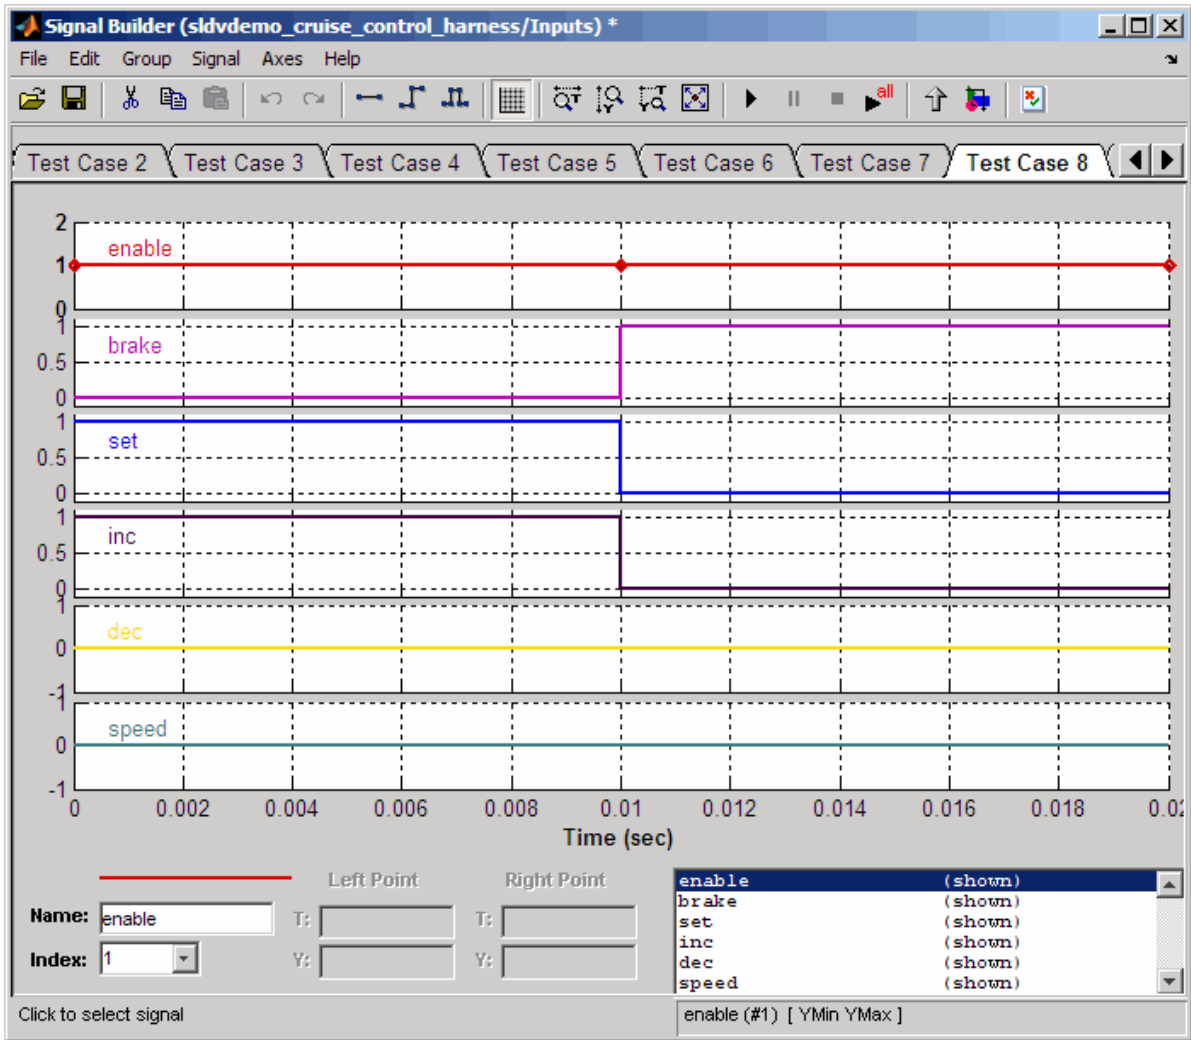 Signal Builder (sldvdemo_cruise_control_harness/Inputs) *
File Edit Group Signal Axes Help
all
Test Case 2 Test Case 3 Test Case 4 Test Case 5 Test Case 6 Test Case 7 Test Case 8
2
enable
1
0
1
brake
0.5
0
1
set
0.5
0
1
inc
0.5
0
1
dec
0
-1
1
speed
0
-1
0 0.002 0.004 0.006 0.008 0.01 0.012 0.014 0.016 0.018 0.02
Time (sec)
Left Point Right Point
Name: enable T: T:
Index: 1 Y: Y:
enable (shown)
brake (shown)
set (shown)
inc (shown)
dec (shown)
speed (shown)
Click to select signal
enable (#1) [ YMin YMax ]